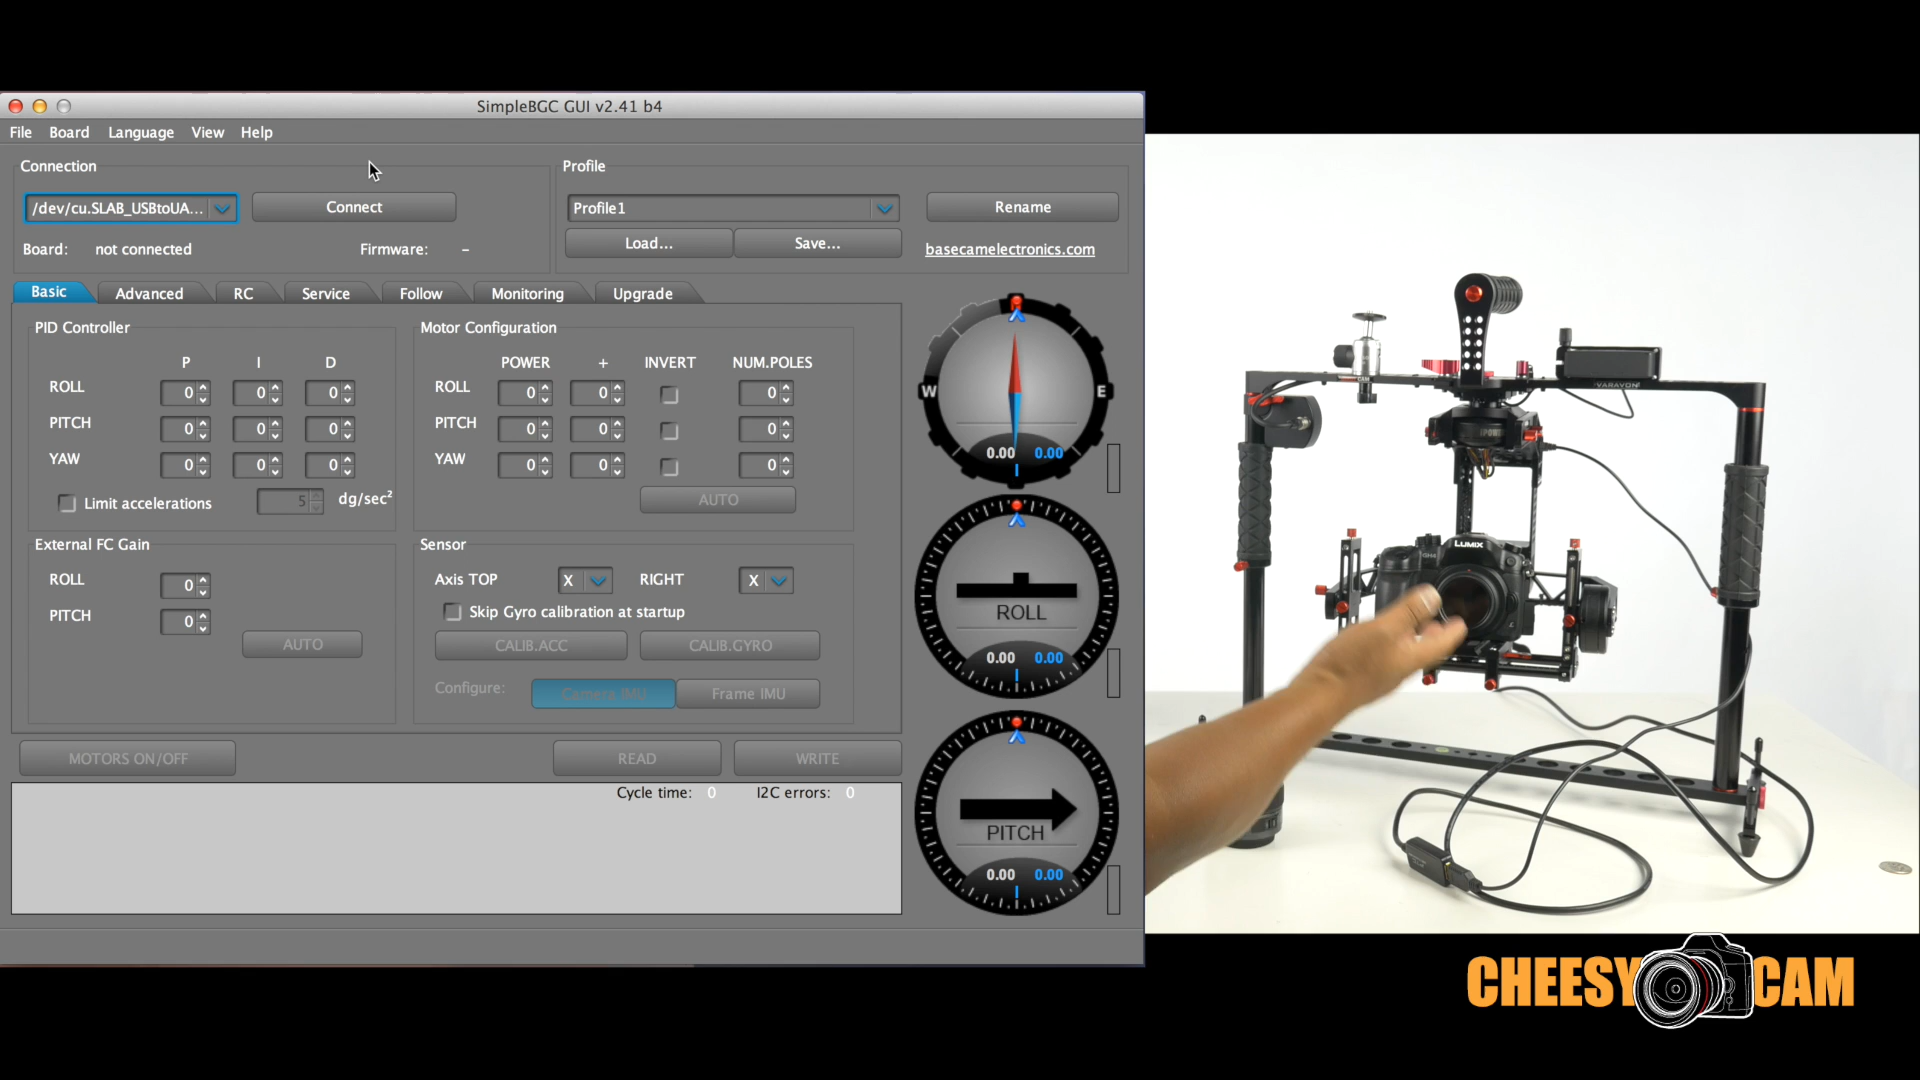 SimpleBGC GUI v2.41 b4
File Board Language View Help
Connection
Profile
/dev/cu.SLAB_USBtoUA...
Connect
Profile1
Rename
Load...
Save...
Board: not connected
Firmware: -
basecamelectronics.com
Basic Advanced RC Service Follow Monitoring Upgrade
PID Controller
P I D
ROLL 0 0 0
PITCH 0 0 0
YAW 0 0 0
Limit accelerations 5 dg/sec²
Motor Configuration
POWER + INVERT NUM.POLES
ROLL 0 0 0
PITCH 0 0 0
YAW 0 0 0
AUTO
External FC Gain
ROLL 0
PITCH 0
AUTO
Sensor
Axis TOP X RIGHT X
Skip Gyro calibration at startup
CALIB.ACC CALIB.GYRO
Configure: Camera IMU Frame IMU
MOTORS ON/OFF READ WRITE
Cycle time: 0 I2C errors: 0
W E
0.00 0.00
ROLL
0.00 0.00
PITCH
0.00 0.00
VARAVON
IPOWER
LUMIX
GH4
CHEESYCAM